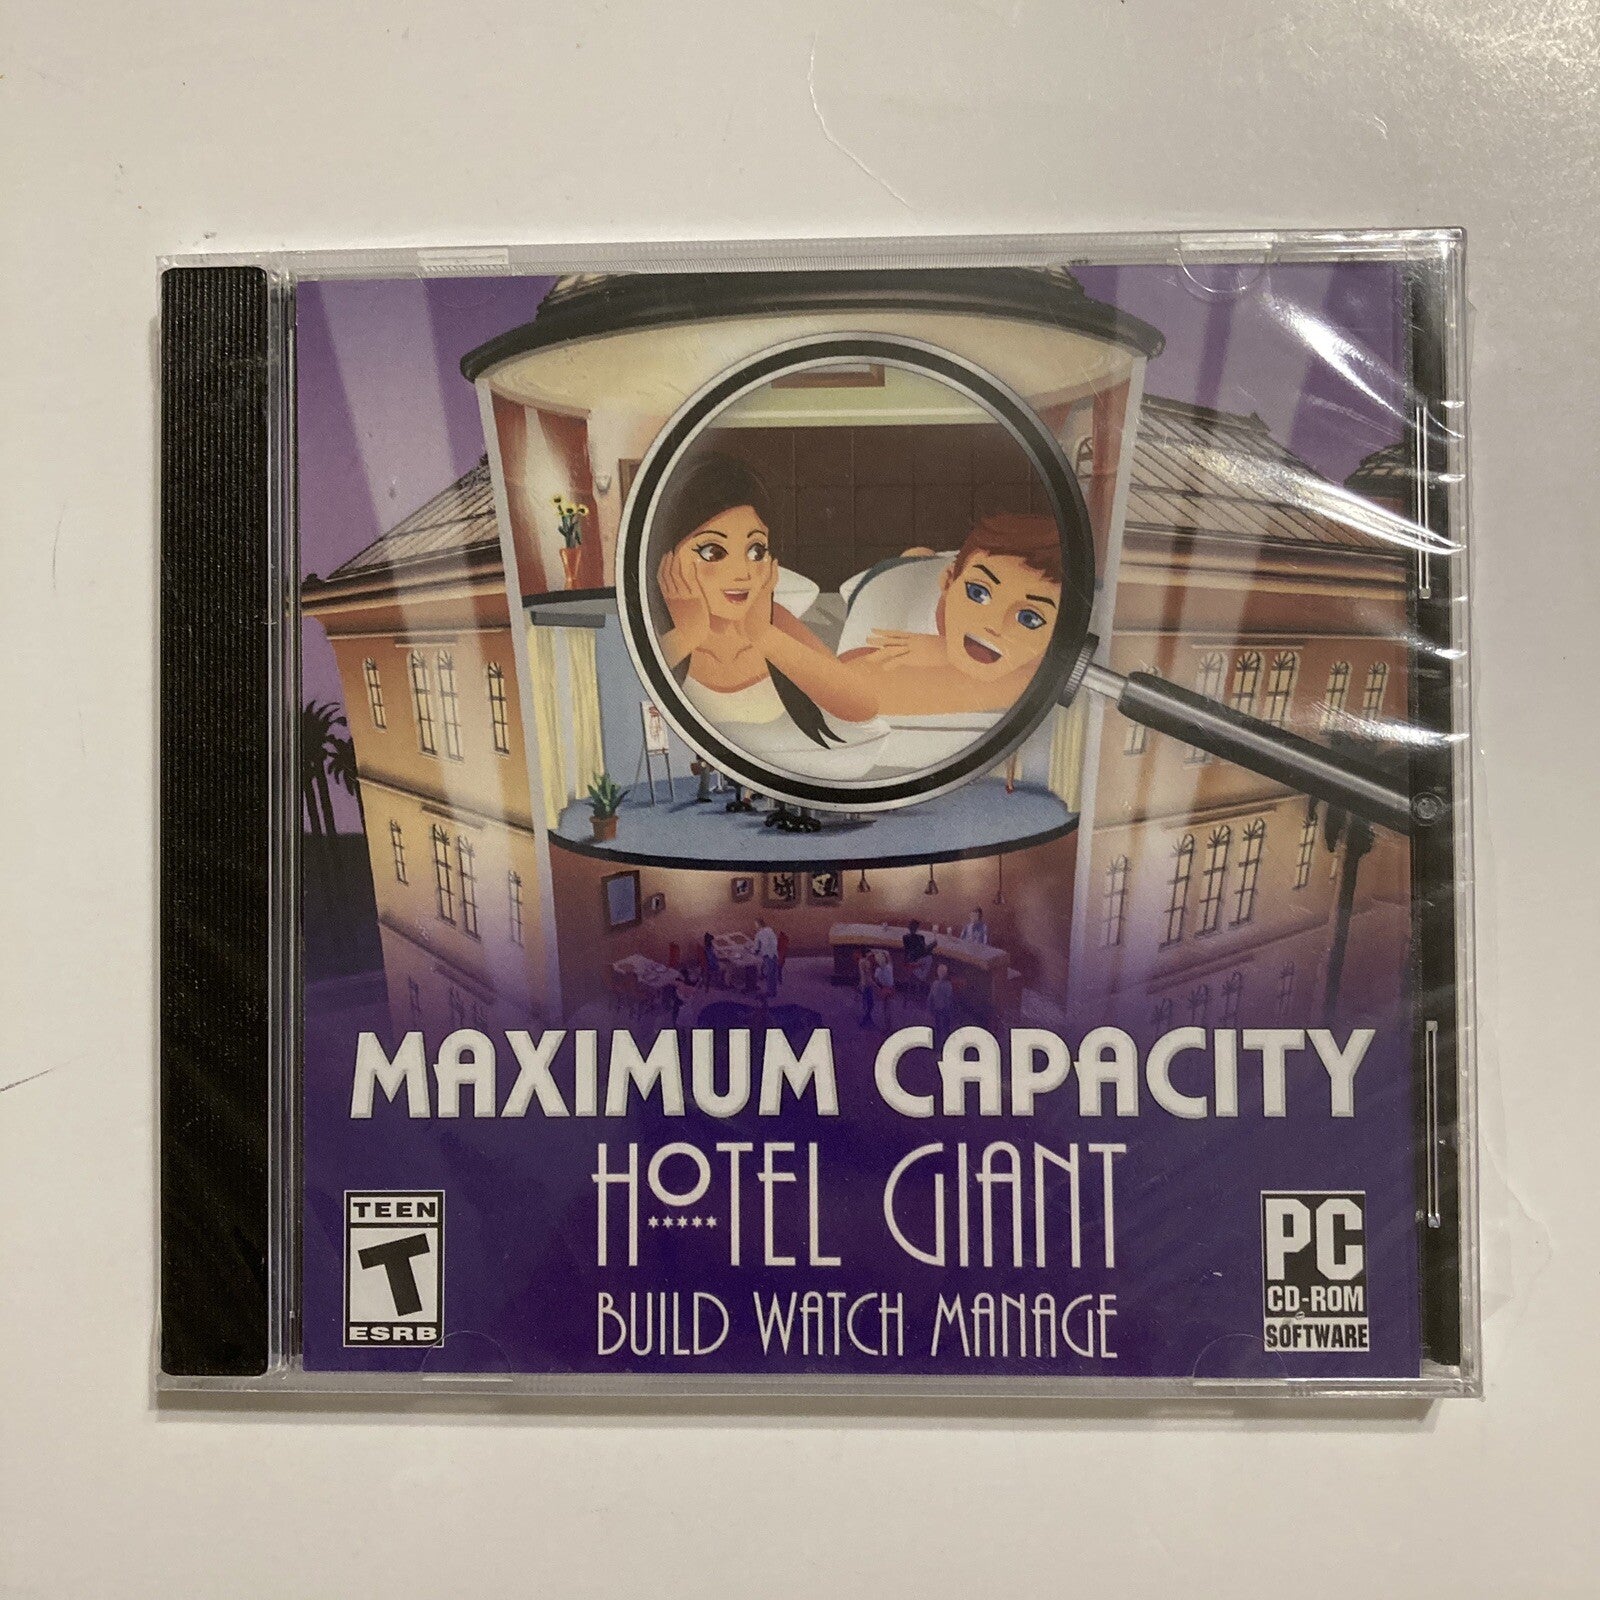 MAXIMUM CAPACITY
HOTEL GIANT
BUILD WATCH MANAGE
TEEN
T
ESRB
PC
CD-ROM
SOFTWARE